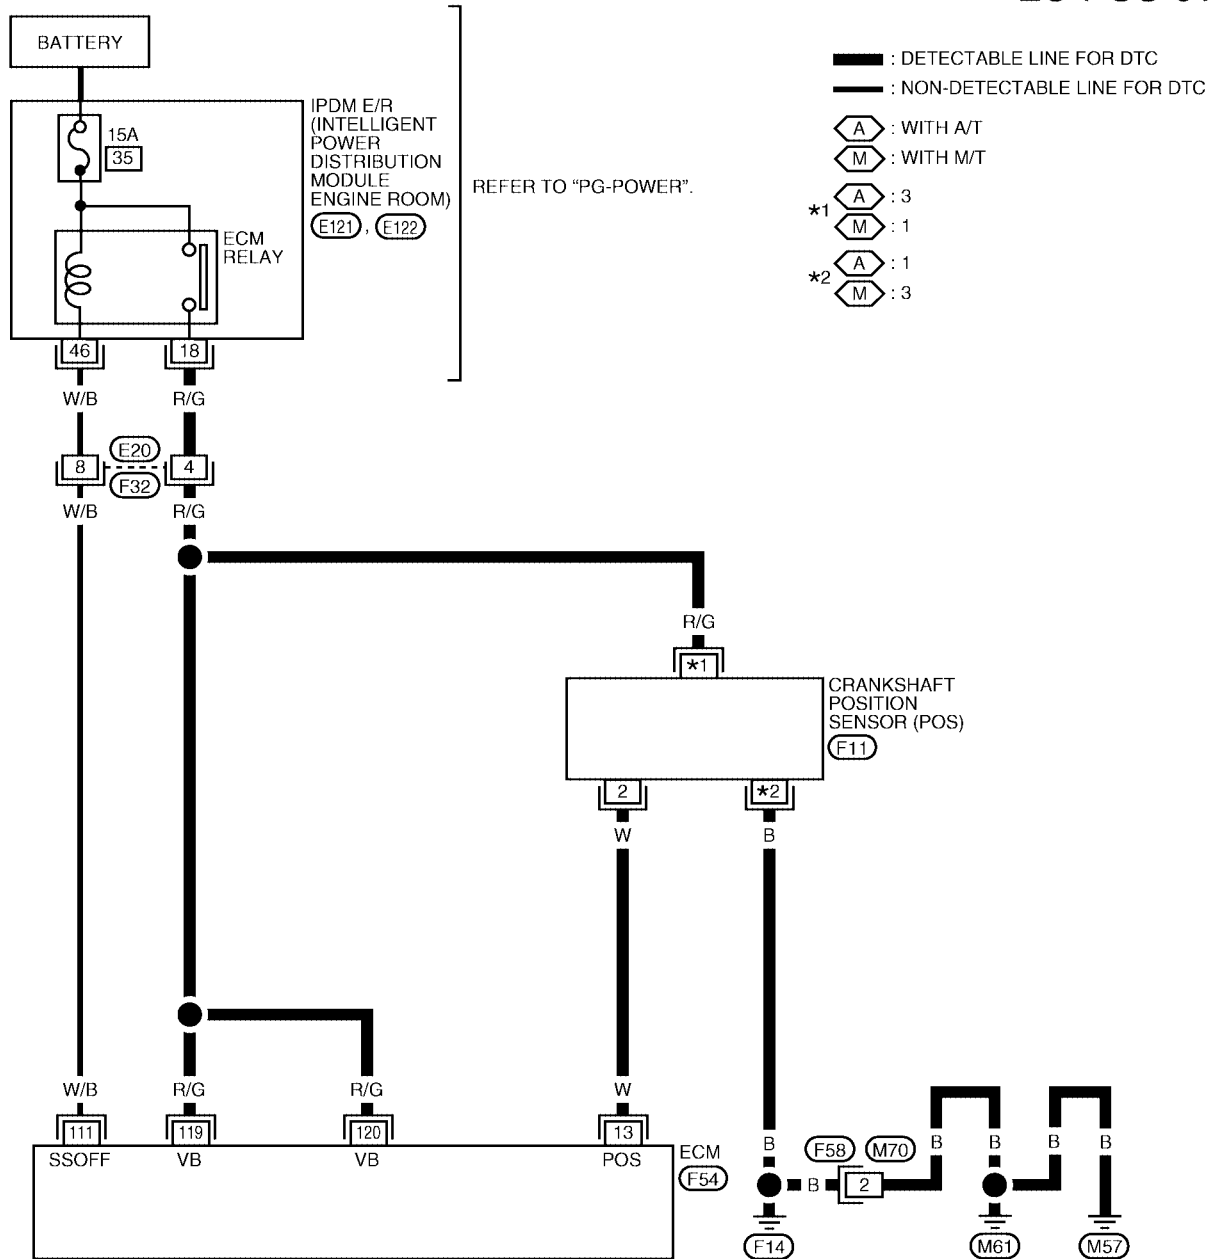 BATTERY
: DETECTABLE LINE FOR DTC
: NON-DETECTABLE LINE FOR DTC
A : WITH A/T
M : WITH M/T
*1 A : 3
M : 1
*2 A : 1
M : 3
15A
35
IPDM E/R
(INTELLIGENT
POWER
DISTRIBUTION
MODULE
ENGINE ROOM)
E121 , E122
REFER TO “PG-POWER”.
ECM
RELAY
46 18
W/B R/G
E20
8 4
F32
W/B R/G
R/G
*1
CRANKSHAFT
POSITION
SENSOR (POS)
F11
2 *2
W B
W/B R/G R/G W
111 119 120 13
SSOFF VB VB POS
ECM
F54
B F58 M70 B B B B
B 2
F14 M61 M57